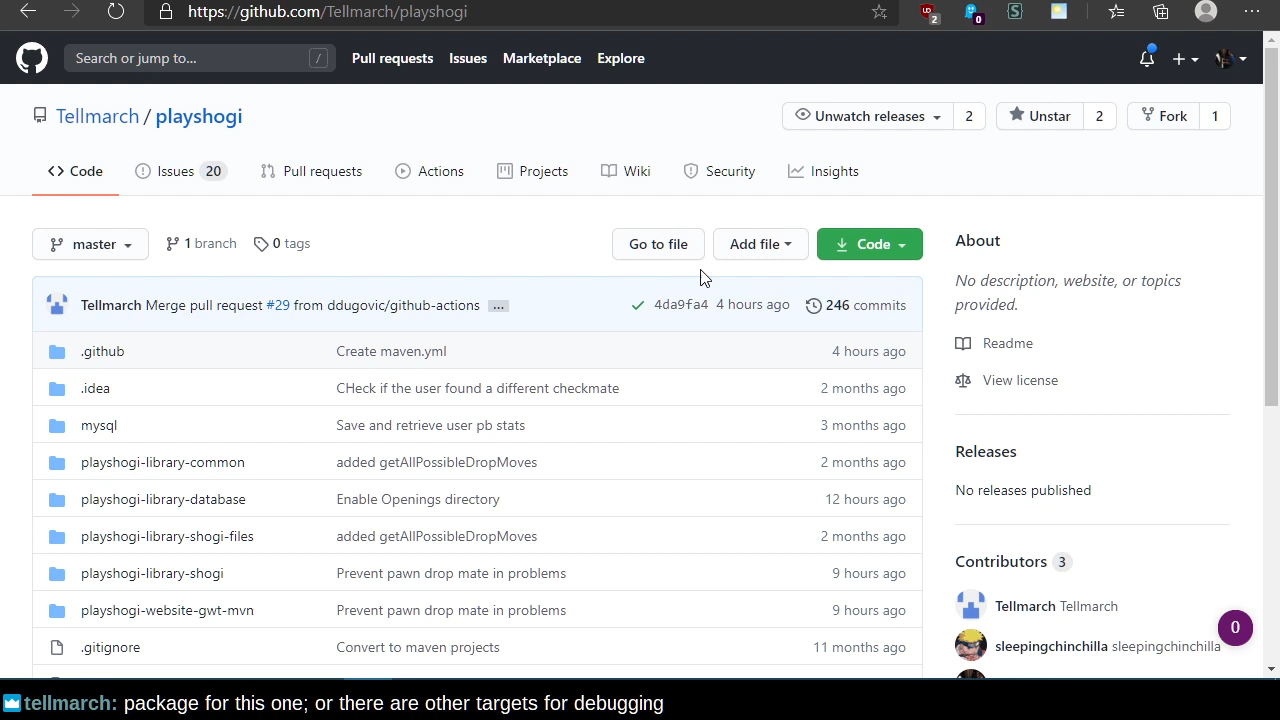 https://github.com/Tellmarch/playshogi
2
0
Search or jump to...
/
Pull requests
Issues
Marketplace
Explore
Tellmarch / playshogi
Unwatch releases
2
Unstar
2
Fork
1
Code
Issues 20
Pull requests
Actions
Projects
Wiki
Security
Insights
master
1 branch
0 tags
Go to file
Add file
Code
About
No description, website, or topics
provided.
Readme
View license
Tellmarch Merge pull request #29 from ddugovic/github-actions ... 4da9fa4 4 hours ago 246 commits
.github Create maven.yml 4 hours ago
.idea CHeck if the user found a different checkmate 2 months ago
mysql Save and retrieve user pb stats 3 months ago
playshogi-library-common added getAllPossibleDropMoves 2 months ago
playshogi-library-database Enable Openings directory 12 hours ago
playshogi-library-shogi-files added getAllPossibleDropMoves 2 months ago
playshogi-library-shogi Prevent pawn drop mate in problems 9 hours ago
playshogi-website-gwt-mvn Prevent pawn drop mate in problems 9 hours ago
.gitignore Convert to maven projects 11 months ago
Releases
No releases published
Contributors 3
Tellmarch Tellmarch
sleepingchinchilla sleepingchinchilla
0
tellmarch: package for this one; or there are other targets for debugging